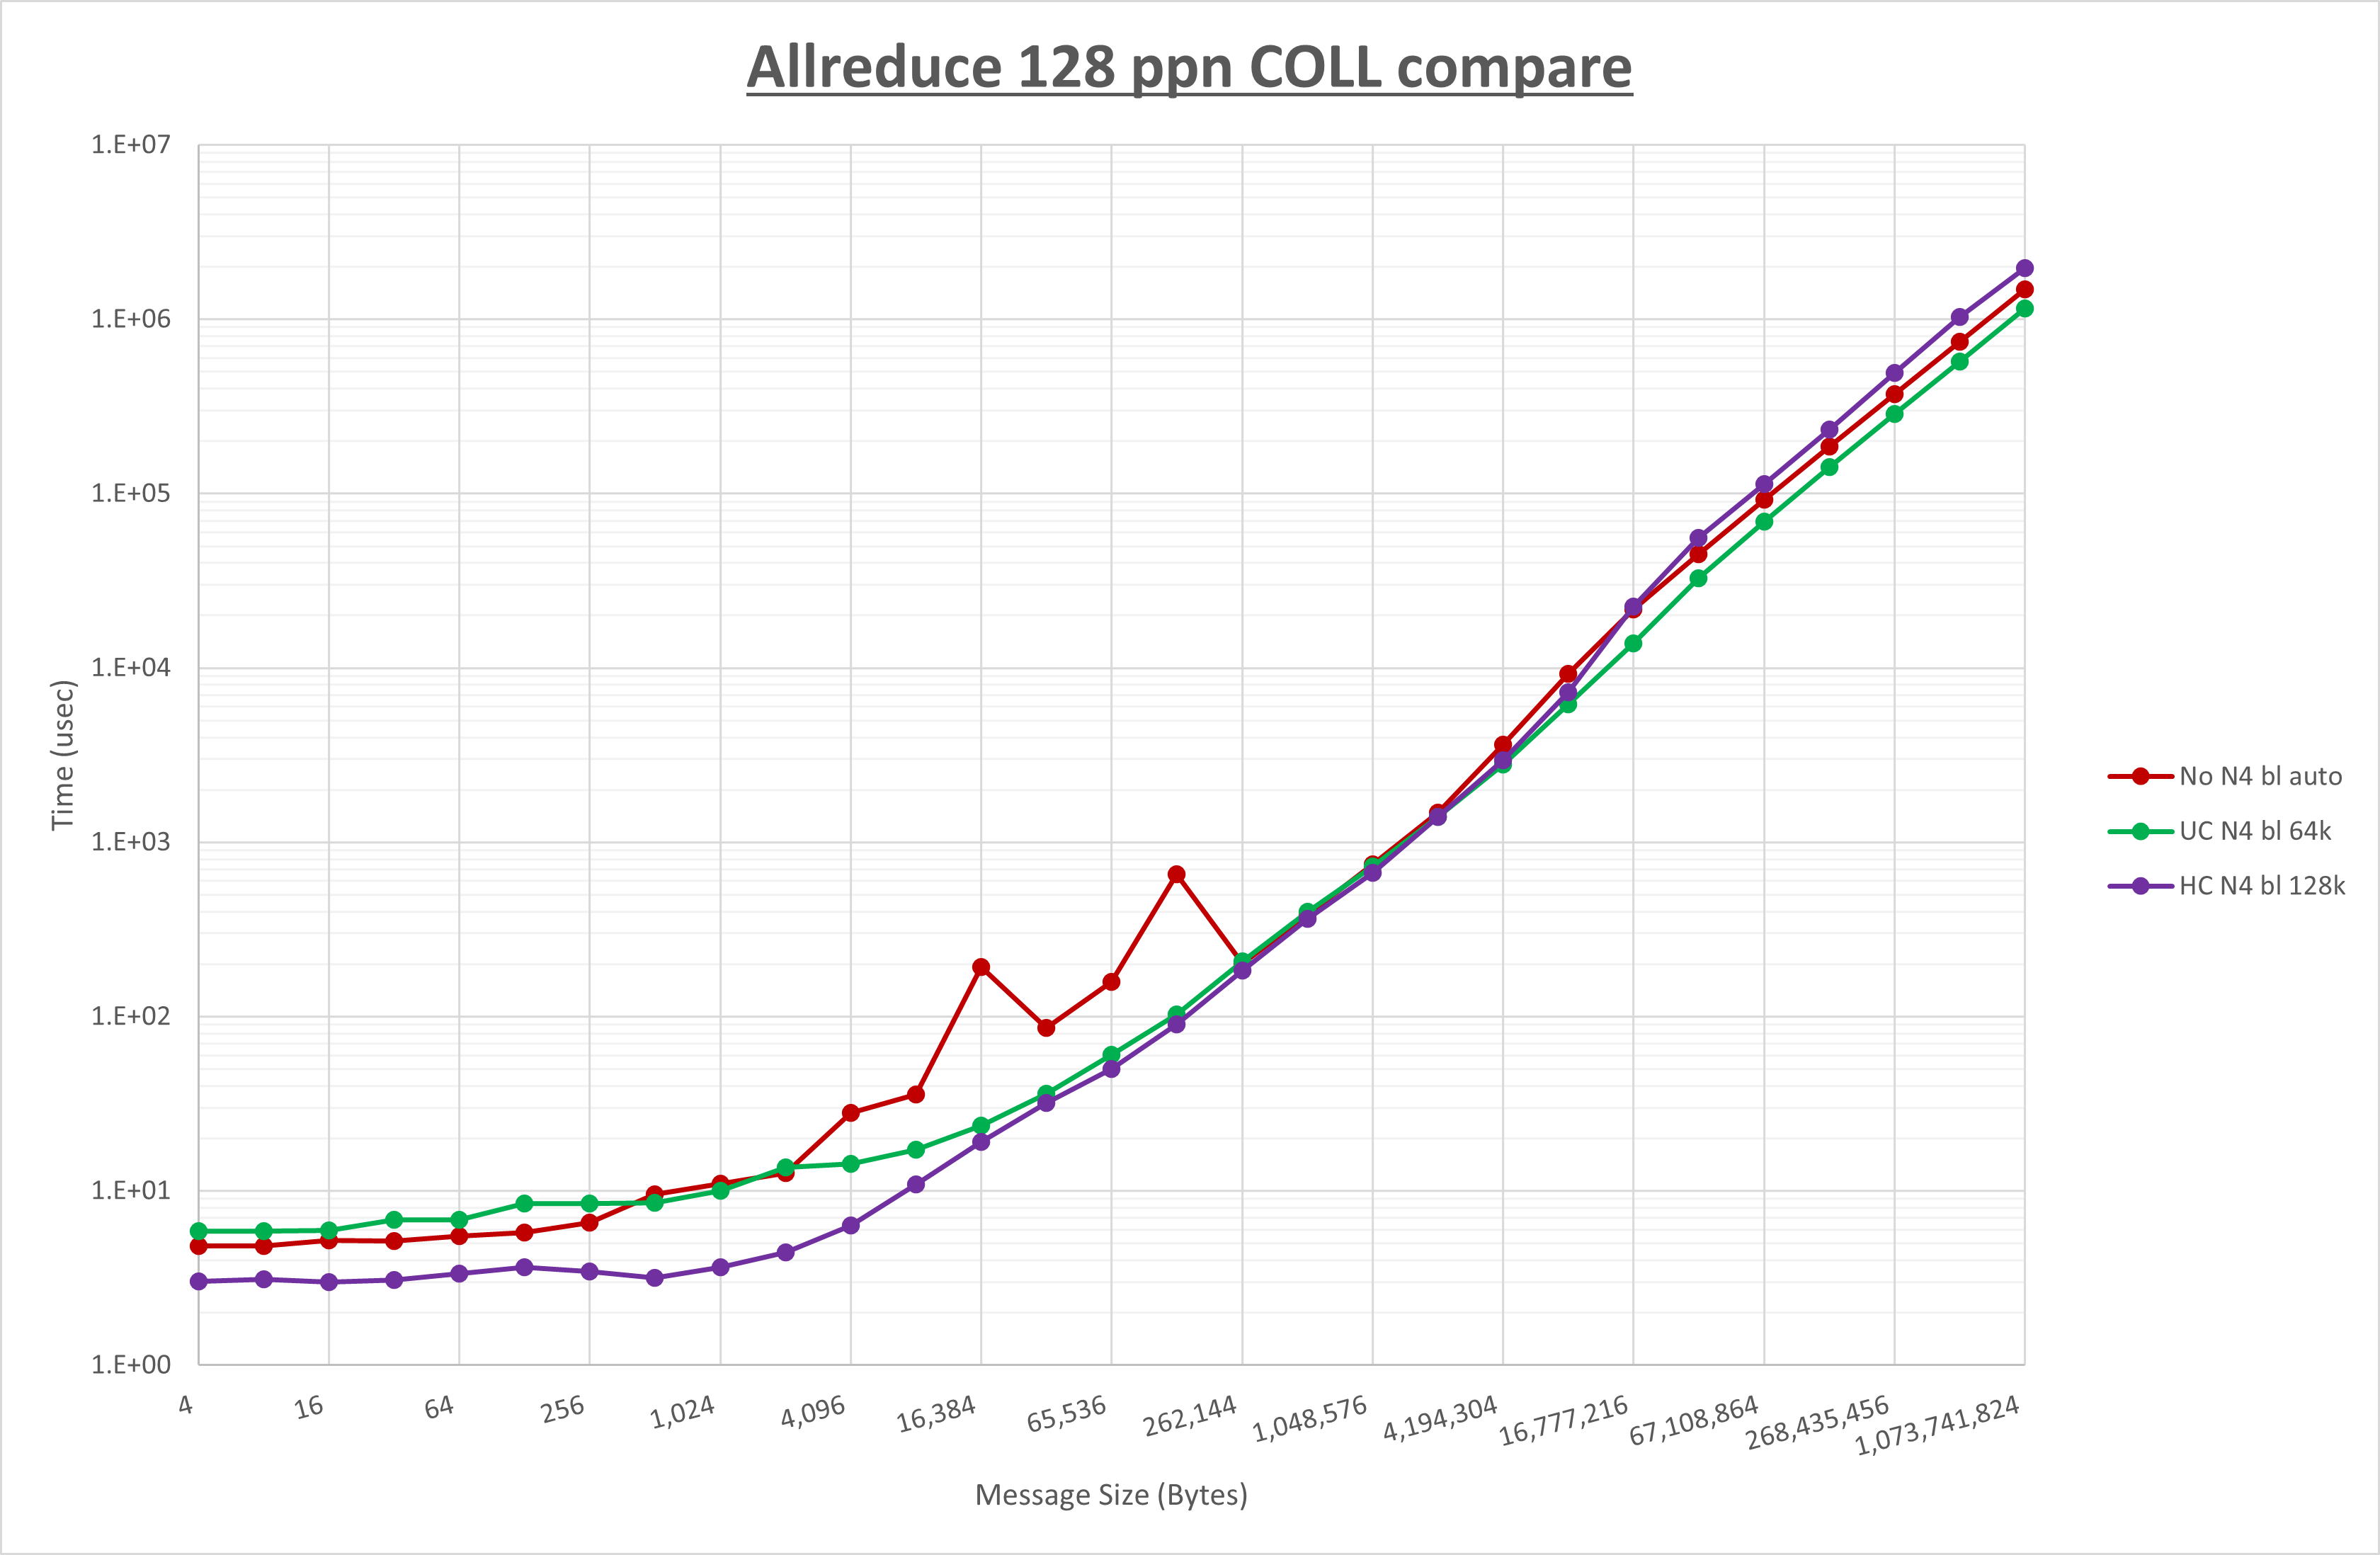 Allreduce 128 ppn COLL compare
1.E+07
1.E+06
1.E+05
1.E+04
1.E+03
1.E+02
1.E+01
1.E+00
Time (usec)
4
16
64
256
1,024
4,096
16,384
65,536
262,144
1,048,576
4,194,304
16,777,216
67,108,864
268,435,456
1,073,741,824
Message Size (Bytes)
No N4 bl auto
UC N4 bl 64k
HC N4 bl 128k